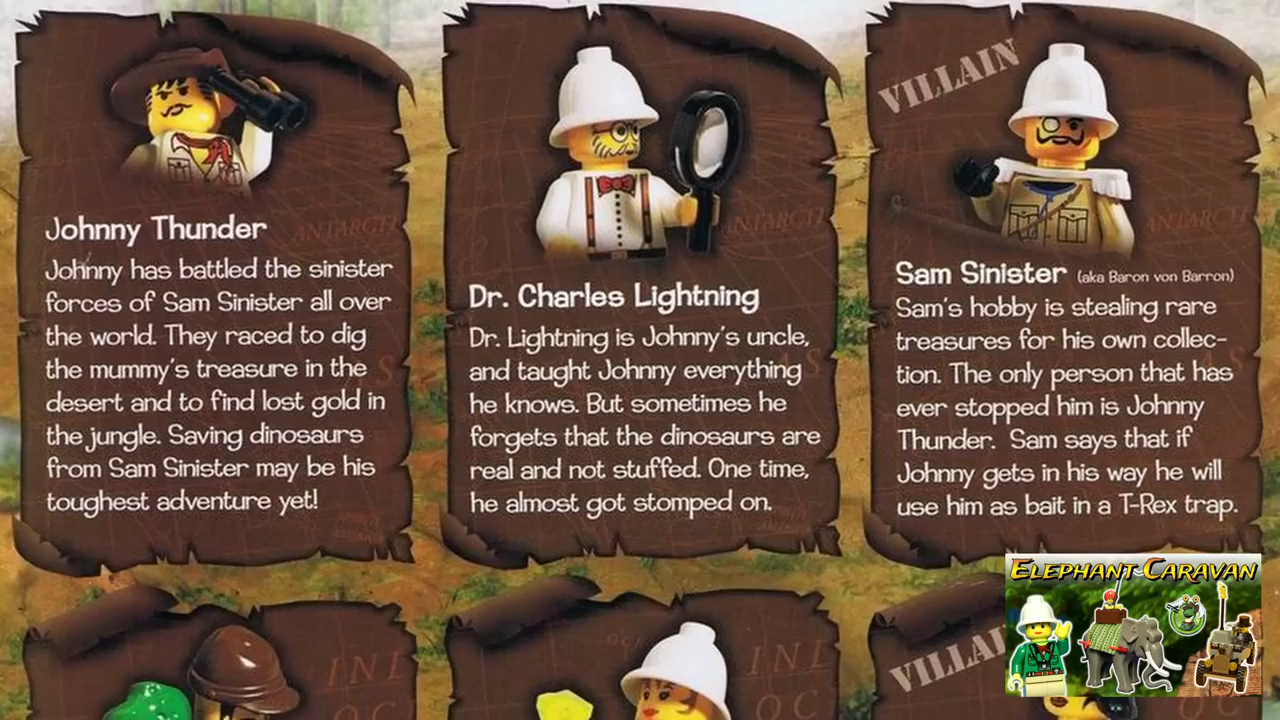 Johnny Thunder
Johnny has battled the sinister
forces of Sam Sinister all over
the world. They raced to dig
the mummy's treasure in the
desert and to find lost gold in
the jungle. Saving dinosaurs
from Sam Sinister may be his
toughest adventure yet!
Dr. Charles Lightning
Dr. Lightning is Johnny's uncle,
and taught Johnny everything
he knows. But sometimes he
forgets that the dinosaurs are
real and not stuffed. One time,
he almost got stomped on.
VILLAIN
Sam Sinister (aka Baron von Barron)
Sam's hobby is stealing rare
treasures for his own collec-
tion. The only person that has
ever stopped him is Johnny
Thunder. Sam says that if
Johnny gets in his way he will
use him as bait in a T-Rex trap.
ELEPHANT CARAVAN